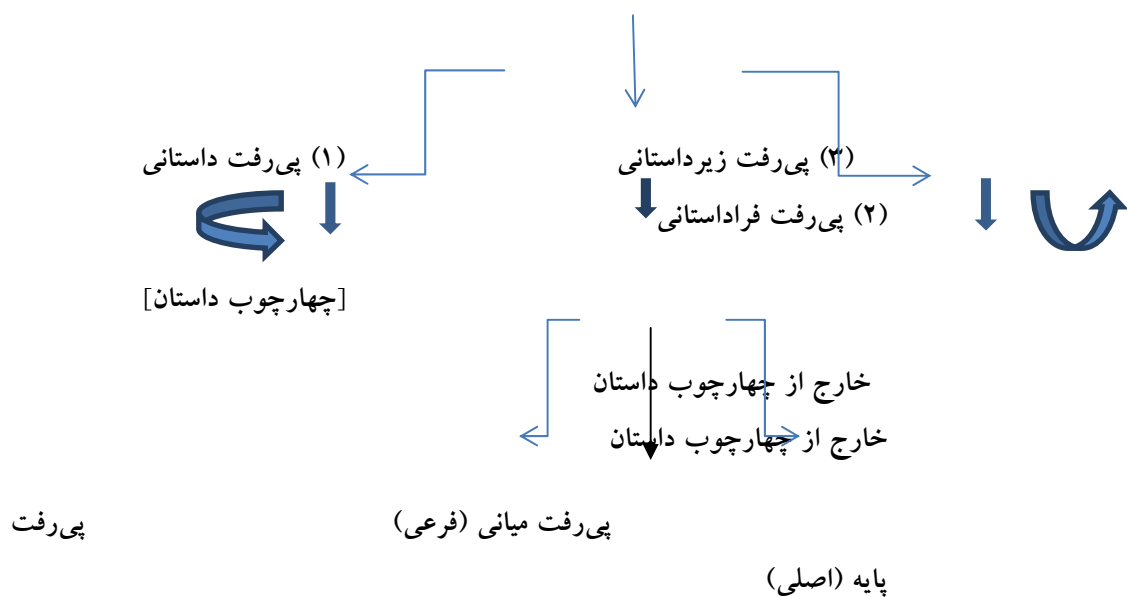 (۳) پی‌رفت زیرداستانی (۱) پی‌رفت داستانی
(۲) پی‌رفت فراداستانی
[چهارچوب داستان]
خارج از چهارچوب داستان
خارج از چهارچوب داستان
پی‌رفت میانی (فرعی) پی‌رفت
پایه (اصلی)